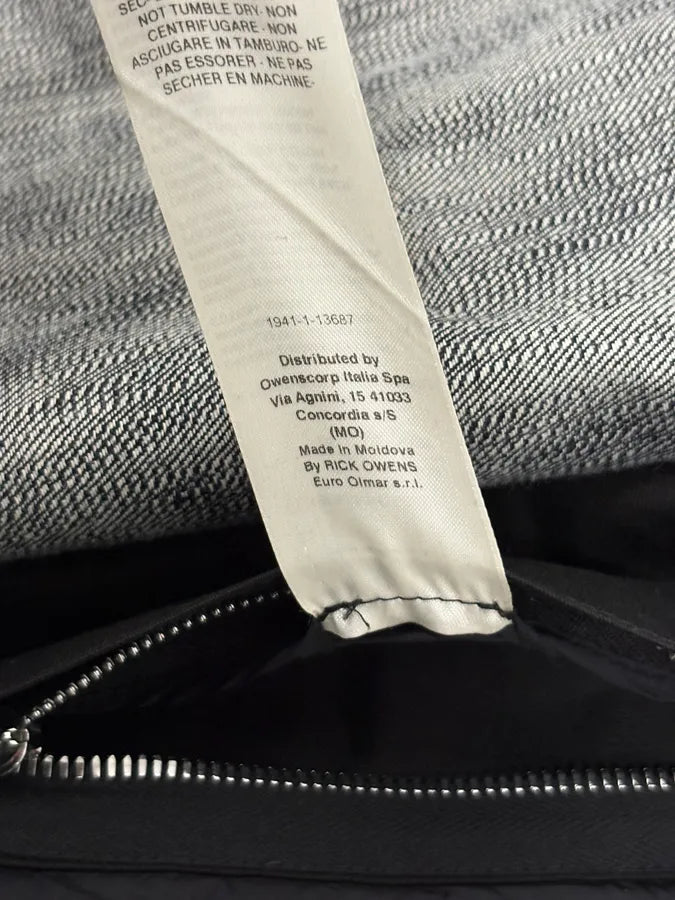 NOT TUMBLE DRY- NON
CENTRIFUGARE - NON
ASCIUGARE IN TAMBURO- NE
PAS ESSORER - NE PAS
SECHER EN MACHINE-
1941-1-13687
Distributed by
Owenscorp Italia Spa
Via Agnini, 15 41033
Concordia s/S
(MO)
Made in Moldova
By RICK OWENS
Euro Olmar s.r.l.